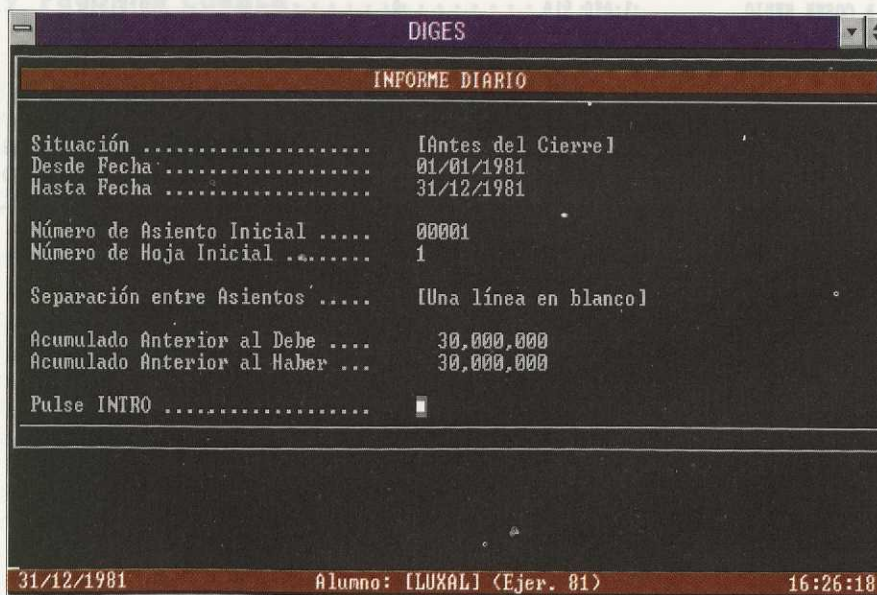 DIGES
INFORME DIARIO
Situación ..................... [Antes del Cierre]
Desde Fecha ................... 01/01/1981
Hasta Fecha ................... 31/12/1981
Número de Asiento Inicial ..... 00001
Número de Hoja Inicial ........ 1
Separación entre Asientos ..... [Una línea en blanco]
Acumulado Anterior al Debe .... 30,000,000
Acumulado Anterior al Haber ... 30,000,000
Pulse INTRO ...................
31/12/1981 Alumno: [LUXAL] (Ejer. 81) 16:26:18